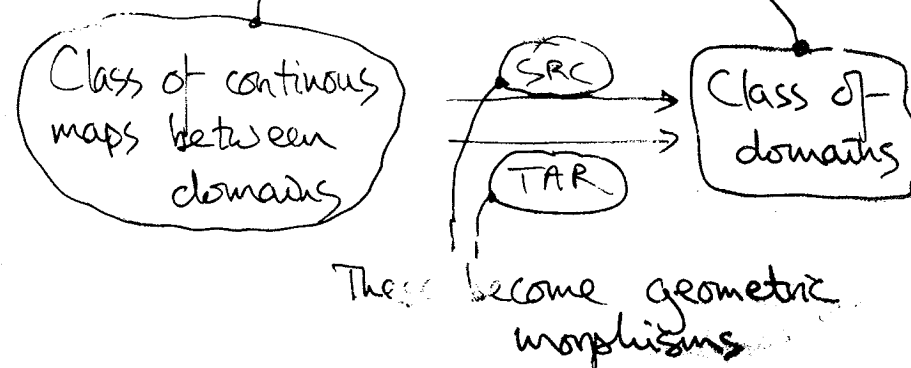 Class of continous
maps between
domains
SRC
TAR
Class of
domains
These become geometric
morphisms